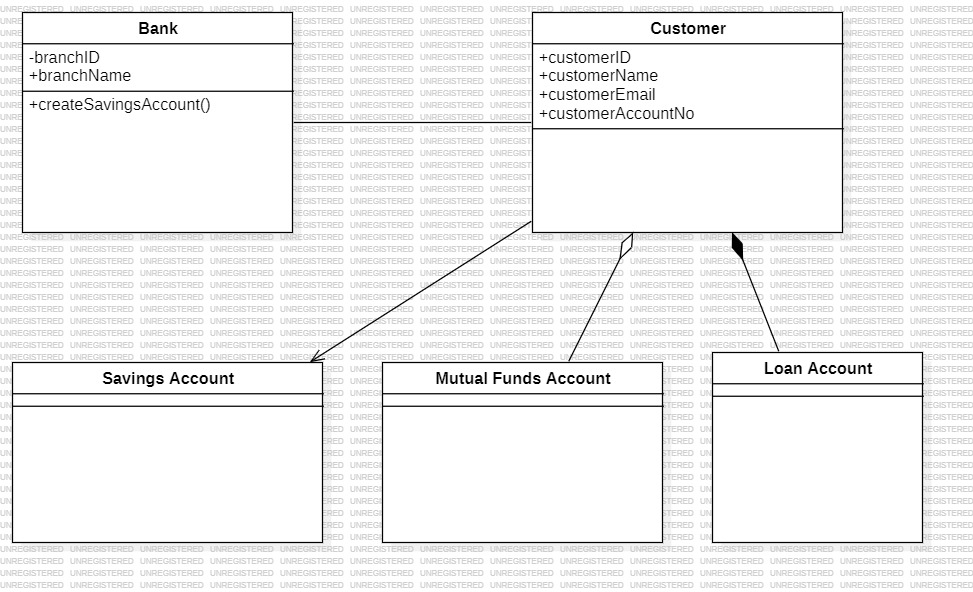 Bank
-branchID
+branchName
+createSavingsAccount()
Customer
+customerID
+customerName
+customerEmail
+customerAccountNo
Savings Account
Mutual Funds Account
Loan Account
UNREGISTERED